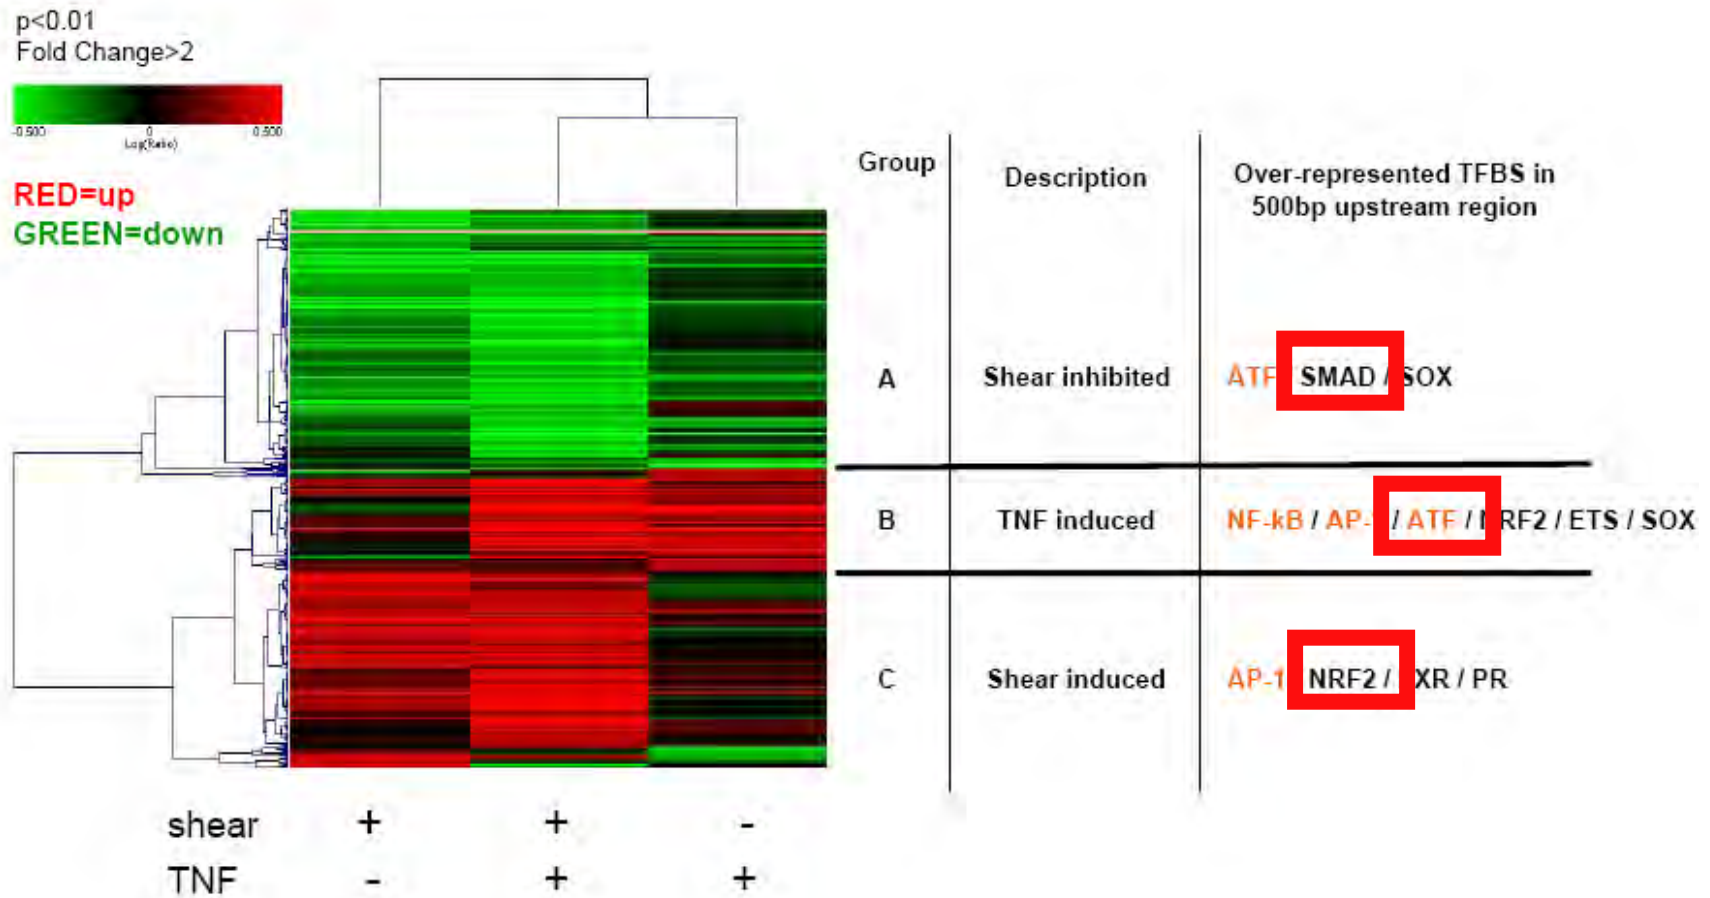 p<0.01
Fold Change>2
-0.500 0 0.500
Log(Ratio)
RED=up
GREEN=down
Group
Description
Over-represented TFBS in
500bp upstream region
A
Shear inhibited
ATF SMAD / SOX
B
TNF induced
NF-kB / AP- / ATF / RF2 / ETS / SOX
C
Shear induced
AP-1 NRF2 / XR / PR
shear + + -
TNF - + +